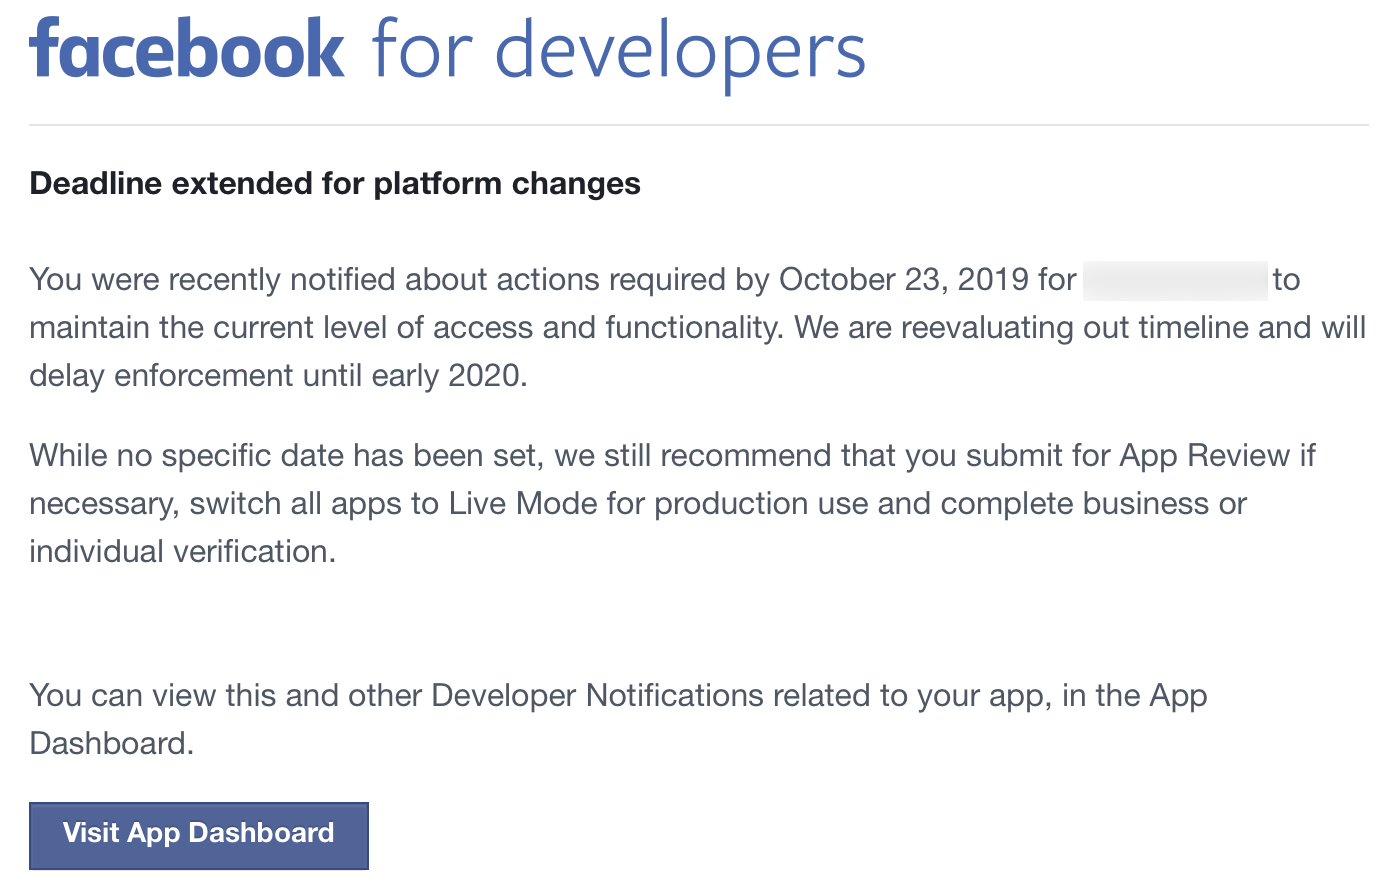 facebook for developers
Deadline extended for platform changes
You were recently notified about actions required by October 23, 2019 for to
maintain the current level of access and functionality. We are reevaluating out timeline and will
delay enforcement until early 2020.
While no specific date has been set, we still recommend that you submit for App Review if
necessary, switch all apps to Live Mode for production use and complete business or
individual verification.
You can view this and other Developer Notifications related to your app, in the App
Dashboard.
Visit App Dashboard